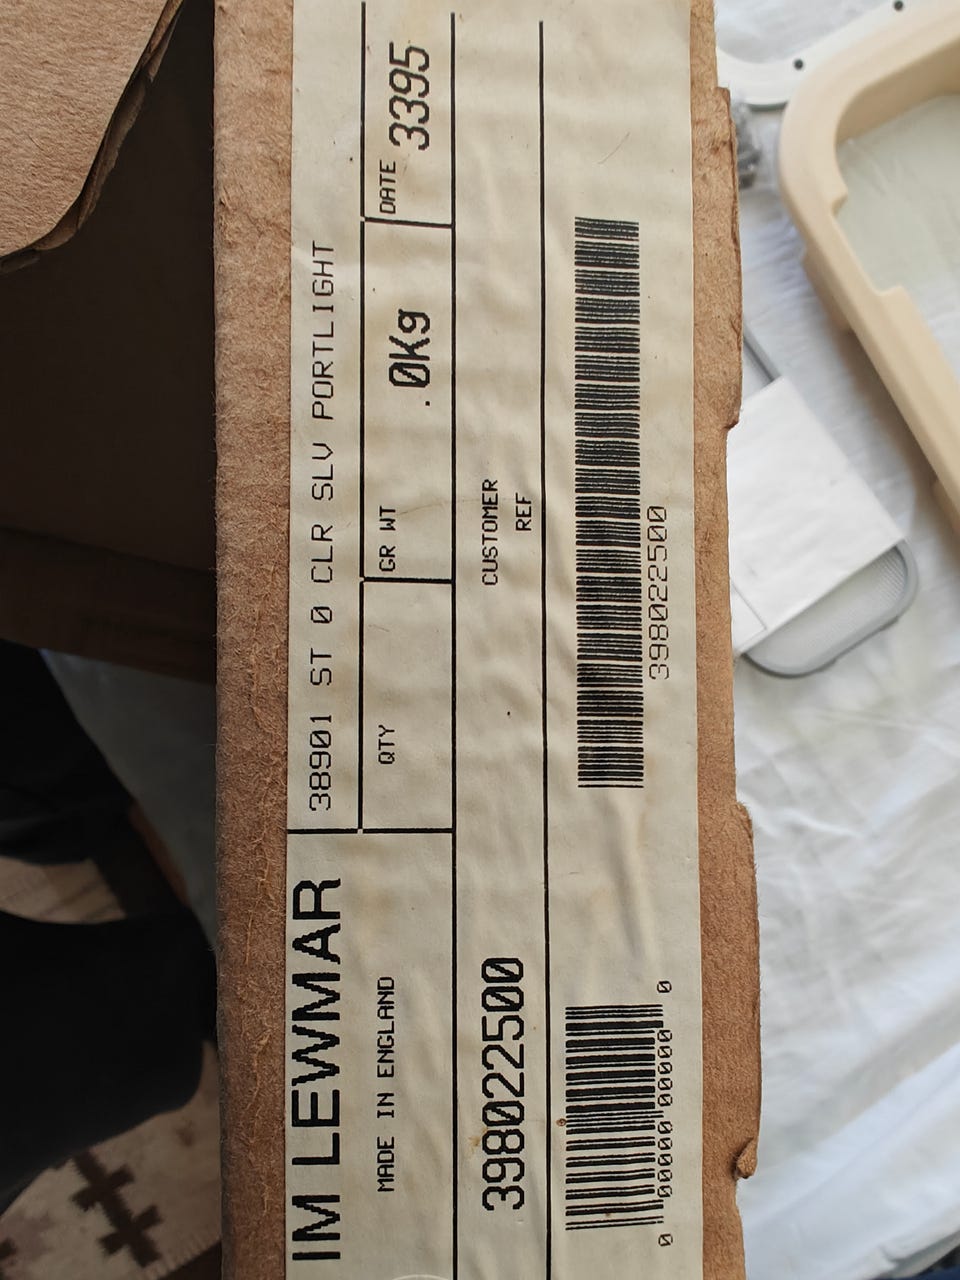 IM LEWMAR
38901 ST 0 CLR SLV PORTLIGHT
MADE IN ENGLAND
QTY
GR WT .0Kg
DATE 3395
398022500
CUSTOMER
REF
0 00000 00000 0
398022500